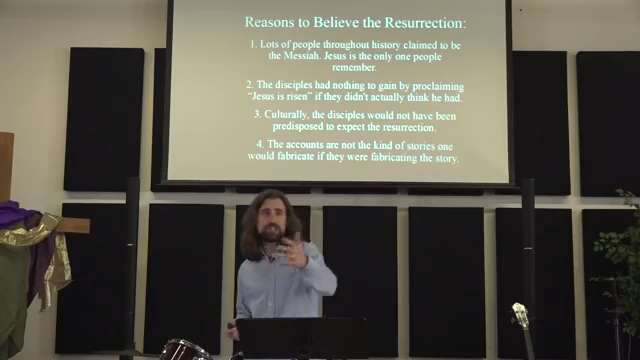 Reasons to Believe the Resurrection:
1. Lots of people throughout history claimed to be
the Messiah. Jesus is the only one people
remember.
2. The disciples had nothing to gain by proclaiming
"Jesus is risen" if they didn't actually think he had.
3. Culturally, the disciples would not have been
predisposed to expect the resurrection.
4. The accounts are not the kind of stories one
would fabricate if they were fabricating the story.